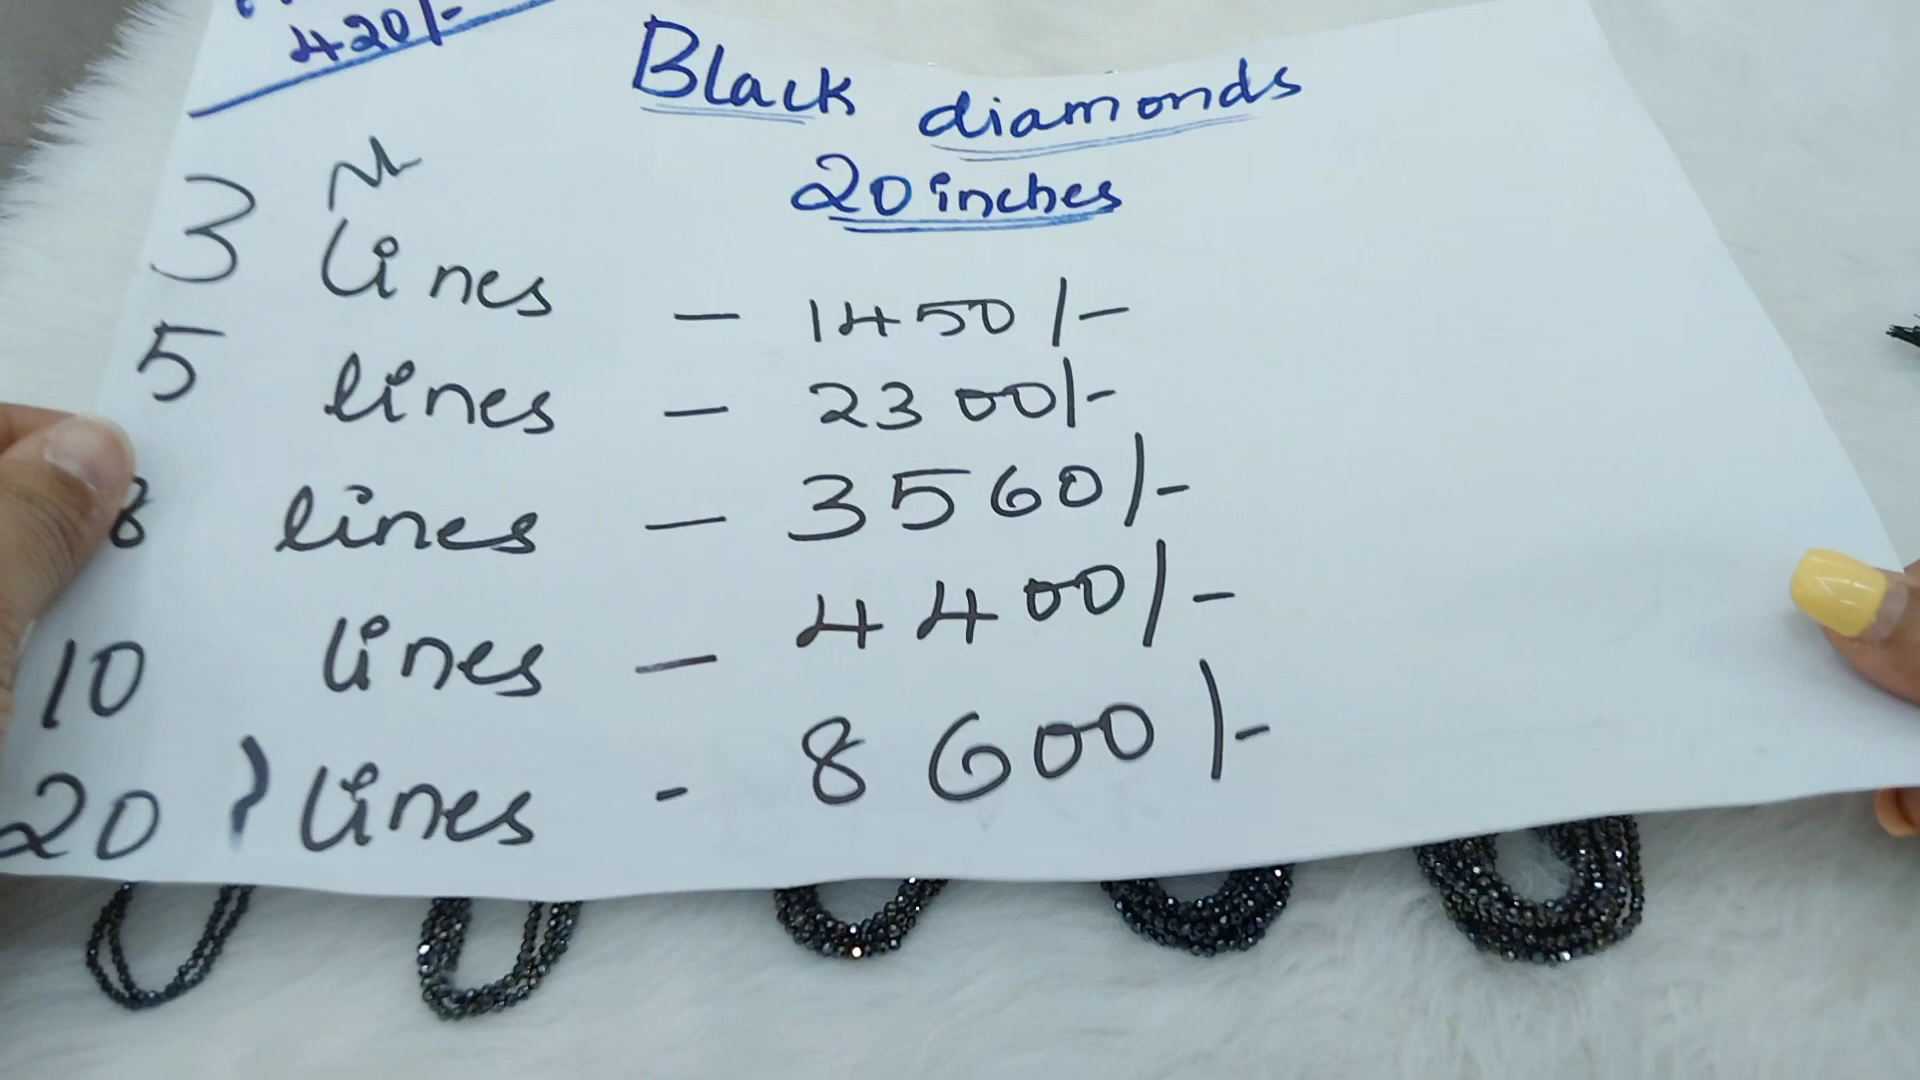 420/-
Black diamonds
20 inches
3 lines - 1450/-
5 lines - 2300/-
8 lines - 3560/-
10 lines - 4400/-
20 lines - 8600/-